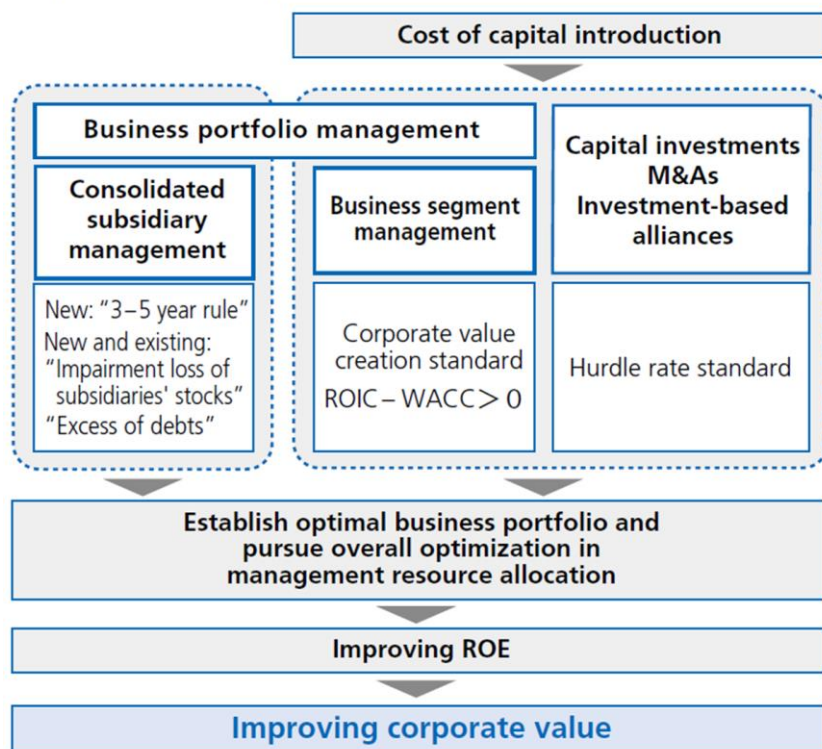 Cost of capital introduction
Business portfolio management
Consolidated
subsidiary
management
New: “3–5 year rule”
New and existing:
“Impairment loss of
subsidiaries' stocks”
“Excess of debts”
Business segment
management
Corporate value
creation standard
ROIC – WACC > 0
Capital investments
M&As
Investment-based
alliances
Hurdle rate standard
Establish optimal business portfolio and
pursue overall optimization in
management resource allocation
Improving ROE
Improving corporate value